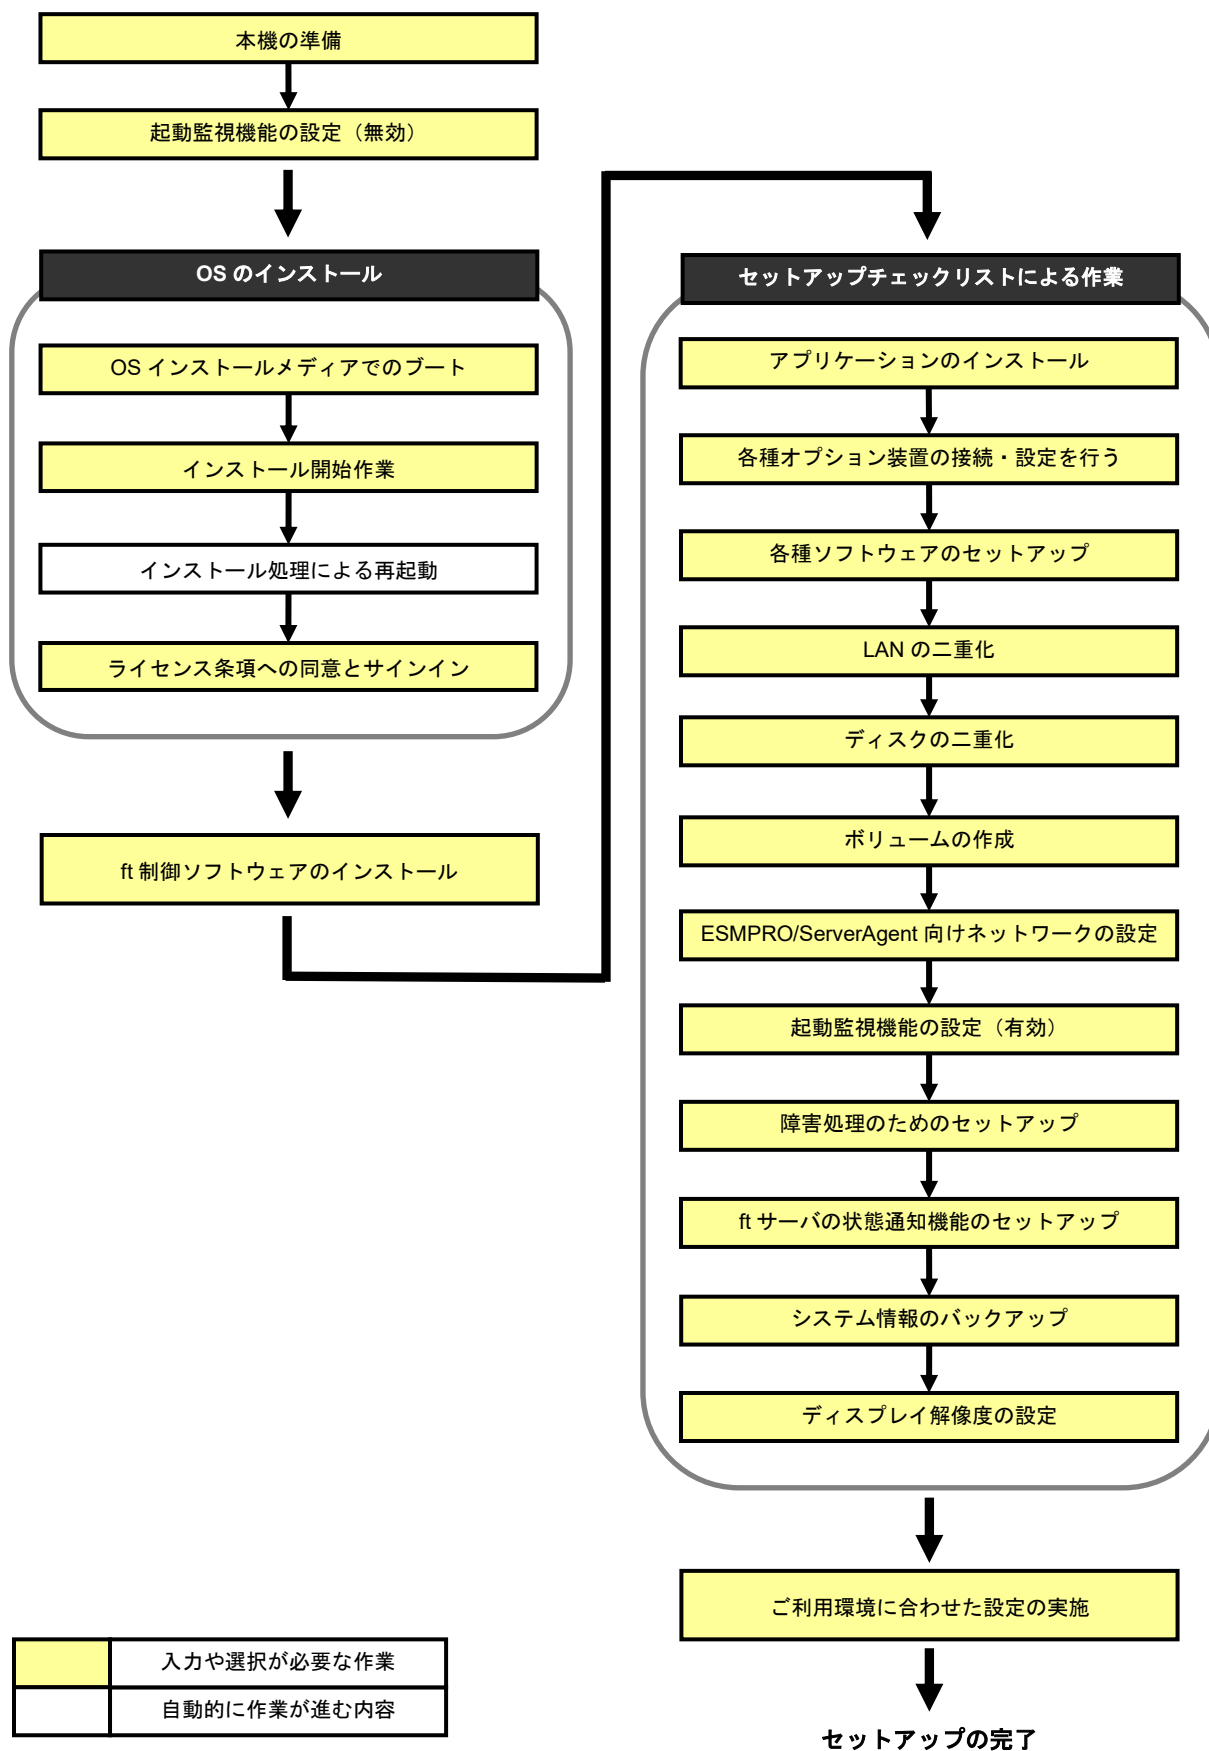 本機の準備
起動監視機能の設定（無効）
OS のインストール
OS インストールメディアでのブート
インストール開始作業
インストール処理による再起動
ライセンス条項への同意とサインイン
ft 制御ソフトウェアのインストール
セットアップチェックリストによる作業
アプリケーションのインストール
各種オプション装置の接続・設定を行う
各種ソフトウェアのセットアップ
LAN の二重化
ディスクの二重化
ボリュームの作成
ESMPRO/ServerAgent 向けネットワークの設定
起動監視機能の設定（有効）
障害処理のためのセットアップ
ft サーバの状態通知機能のセットアップ
システム情報のバックアップ
ディスプレイ解像度の設定
ご利用環境に合わせた設定の実施
セットアップの完了
入力や選択が必要な作業
自動的に作業が進む内容